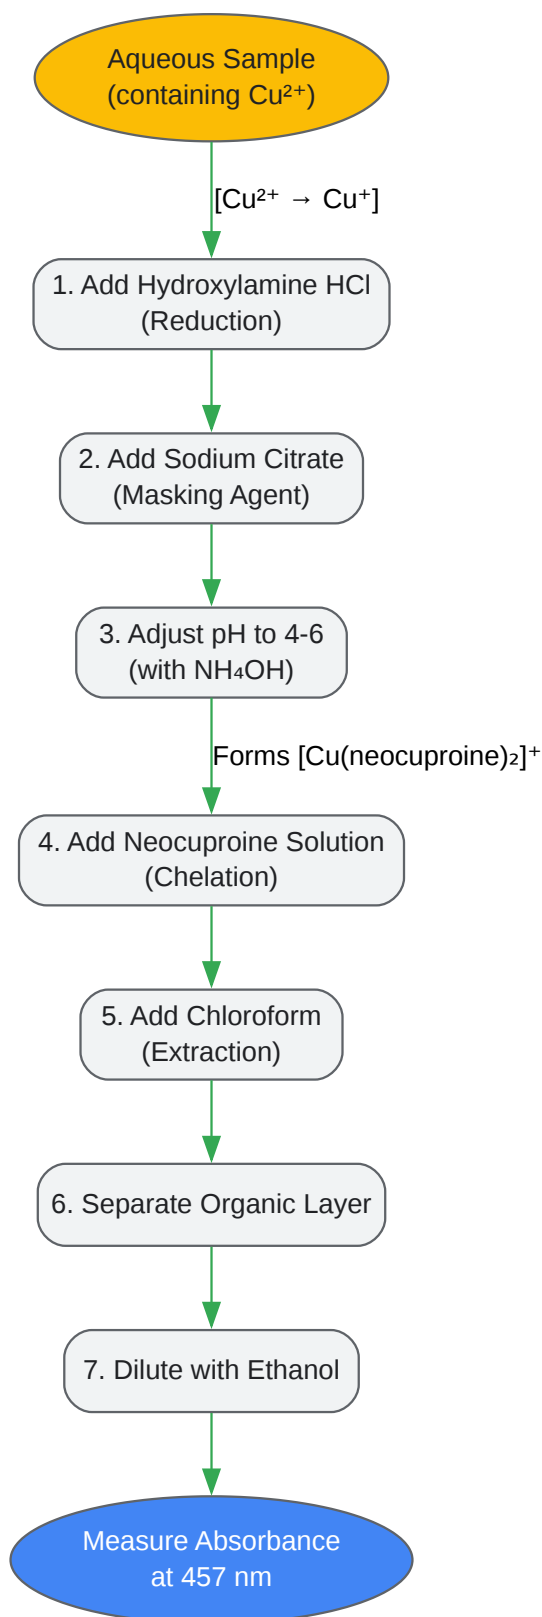 Aqueous Sample
(containing Cu²⁺)
[Cu²⁺ → Cu⁺]
1. Add Hydroxylamine HCl
(Reduction)
2. Add Sodium Citrate
(Masking Agent)
3. Adjust pH to 4-6
(with NH₄OH)
Forms [Cu(neocuproine)₂]⁺
4. Add Neocuproine Solution
(Chelation)
5. Add Chloroform
(Extraction)
6. Separate Organic Layer
7. Dilute with Ethanol
Measure Absorbance
at 457 nm